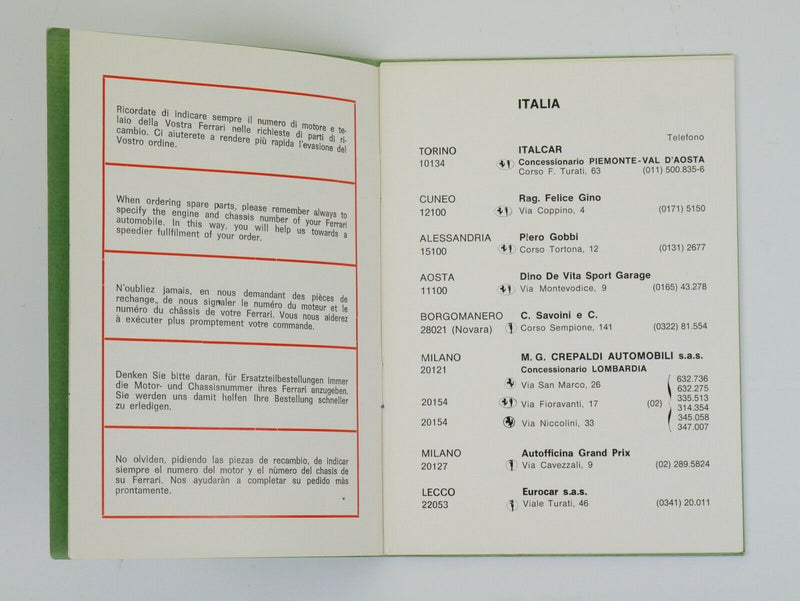 Ricordate di indicare sempre il numero di motore e te-
laio della Vostra Ferrari nelle richieste di parti di ri-
cambio. Ci aiuterete a rendere più rapida l'evasione del
Vostro ordine.
When ordering spare parts, please remember always to
specify the engine and chassis number of your Ferrari
automobile. In this way, you will help us towards a
speedier fullfilment of your order.
N'oubliez jamais, en nous demandant des pièces de
rechange, de nous signaler le numéro du moteur et le
numéro du châssis de votre Ferrari. Vous nous aiderez
à exécuter plus promptement votre commande.
Denken Sie bitte daran, für Ersatzteilbestellungen immer
die Motor- und Chassisnummer ihres Ferrari anzugeben.
Sie werden uns damit helfen Ihre Bestellung schneller
zu erledigen.
No olviden, pidiendo las piezas de recambio, de indicar
siempre el numero del motor y el nùmero del chasis de
su Ferrari. Nos ayudaràn a completar su pedido màs
prontamente.
ITALIA
Telefono
TORINO ITALCAR
10134 Concessionario PIEMONTE-VAL D'AOSTA
Corso F. Turati, 63 (011) 500.835-6
CUNEO Rag. Felice Gino
12100 Via Coppino, 4 (0171) 5150
ALESSANDRIA Piero Gobbi
15100 Corso Tortona, 12 (0131) 2677
AOSTA Dino De Vita Sport Garage
11100 Via Montevodice, 9 (0165) 43.278
BORGOMANERO C. Savoini e C.
28021 (Novara) Corso Sempione, 141 (0322) 81.554
MILANO M. G. CREPALDI AUTOMOBILI s.a.s.
20121 Concessionario LOMBARDIA
632.736
Via San Marco, 26 632.275
335.513
20154 Via Fioravanti, 17 (02) 314.354
345.058
20154 Via Niccolini, 33 347.007
MILANO Autofficina Grand Prix
20127 Via Cavezzali, 9 (02) 289.5824
LECCO Eurocar s.a.s.
22053 Viale Turati, 46 (0341) 20.011